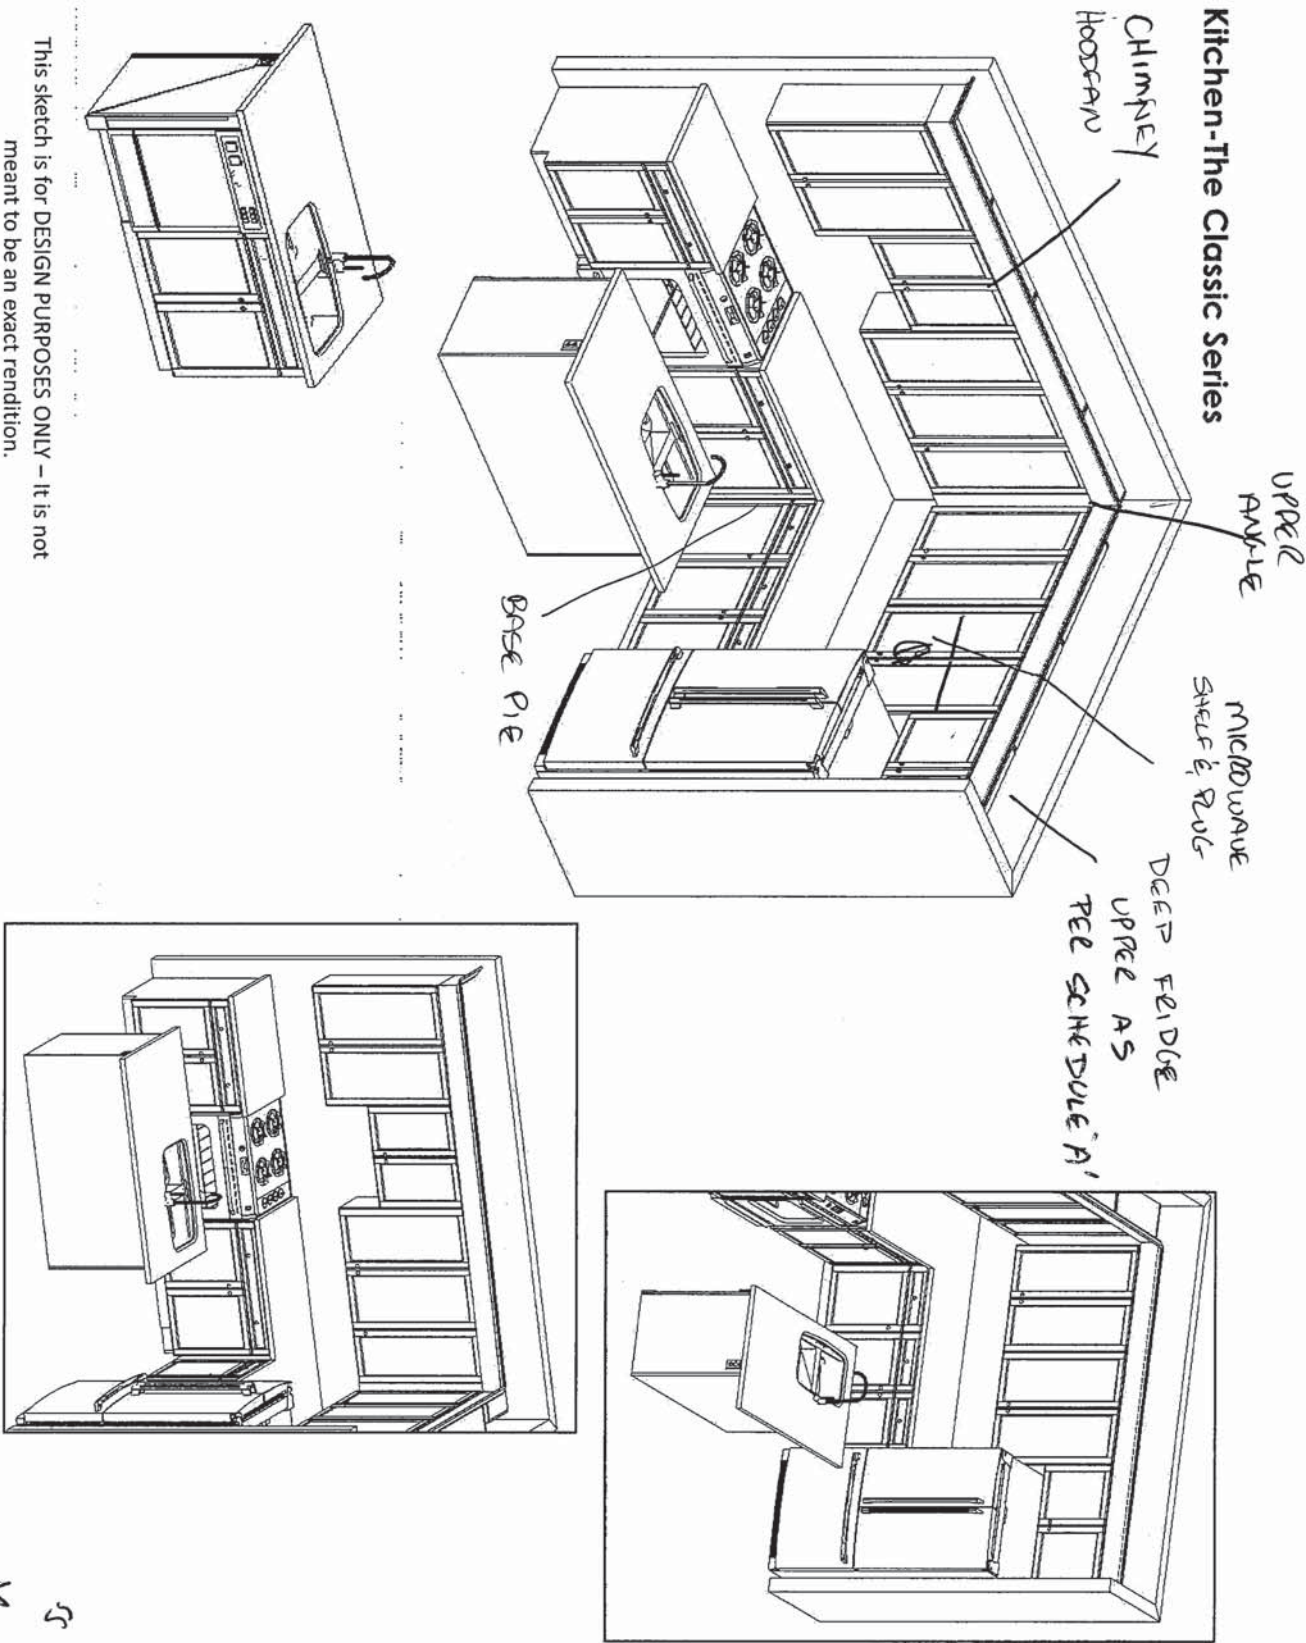 Kitchen-The Classic Series
CHIMNEY
HOODFAN
UPPER
ANGLE
MICROWAVE
SHELF & PLUG
DEEP FRIDGE
UPPER AS
PER SCHEDULE "A"
BASE PIE
This sketch is for DESIGN PURPOSES ONLY – It is not
meant to be an exact rendition.